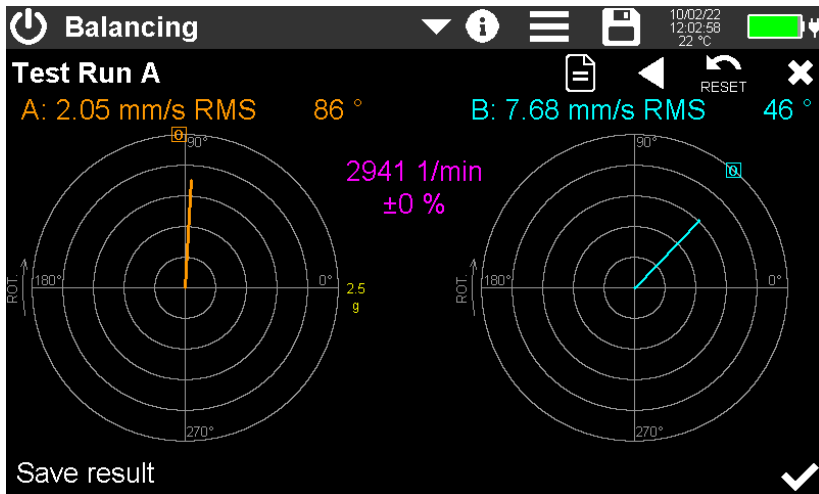 Balancing
10/02/22
12:02:58
22 °C
Test Run A
RESET
A: 2.05 mm/s RMS 86 °
B: 7.68 mm/s RMS 46 °
0
90°
0
90°
2941 1/min
±0 %
ROT.
180°
0°
2.5
g
ROT.
180°
0°
270°
270°
Save result